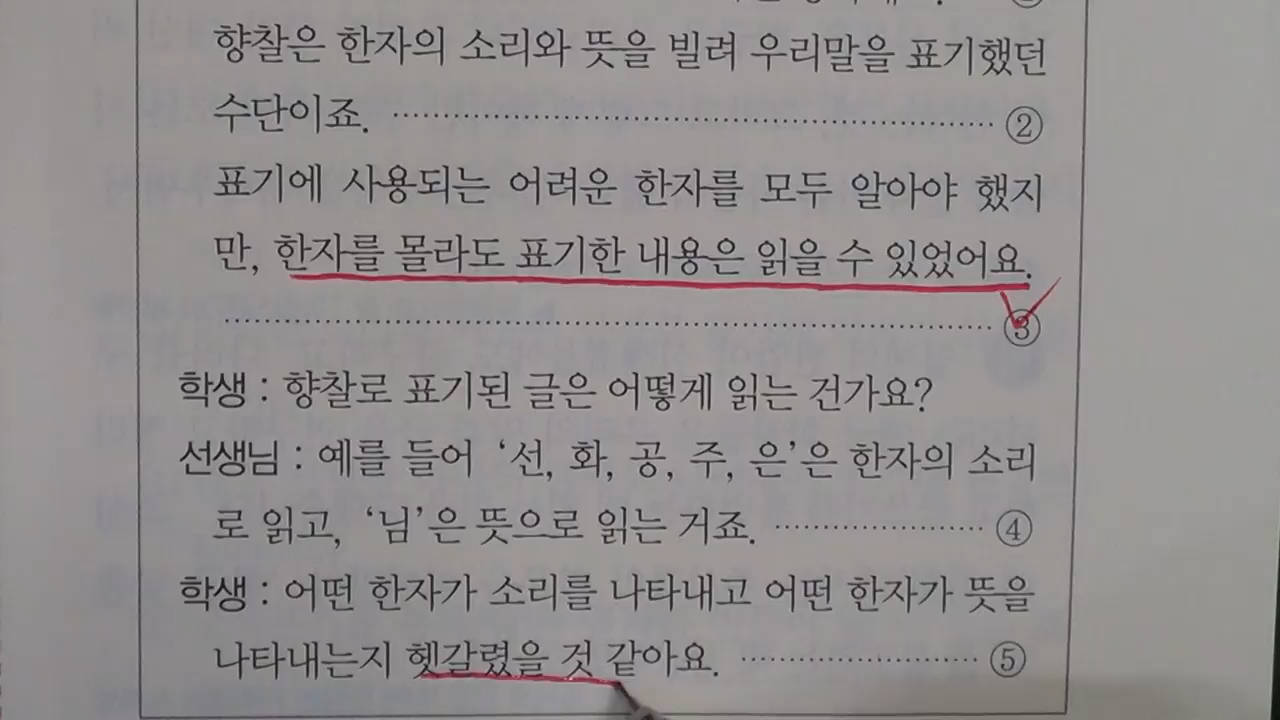 향찰은 한자의 소리와 뜻을 빌려 우리말을 표기했던
수단이죠. ②
표기에 사용되는 어려운 한자를 모두 알아야 했지
만, 한자를 몰라도 표기한 내용은 읽을 수 있었어요.
③
학생 : 향찰로 표기된 글은 어떻게 읽는 건가요?
선생님 : 예를 들어 ‘선, 화, 공, 주, 은’은 한자의 소리
로 읽고, ‘님’은 뜻으로 읽는 거죠. ④
학생 : 어떤 한자가 소리를 나타내고 어떤 한자가 뜻을
나타내는지 헷갈렸을 것 같아요. ⑤